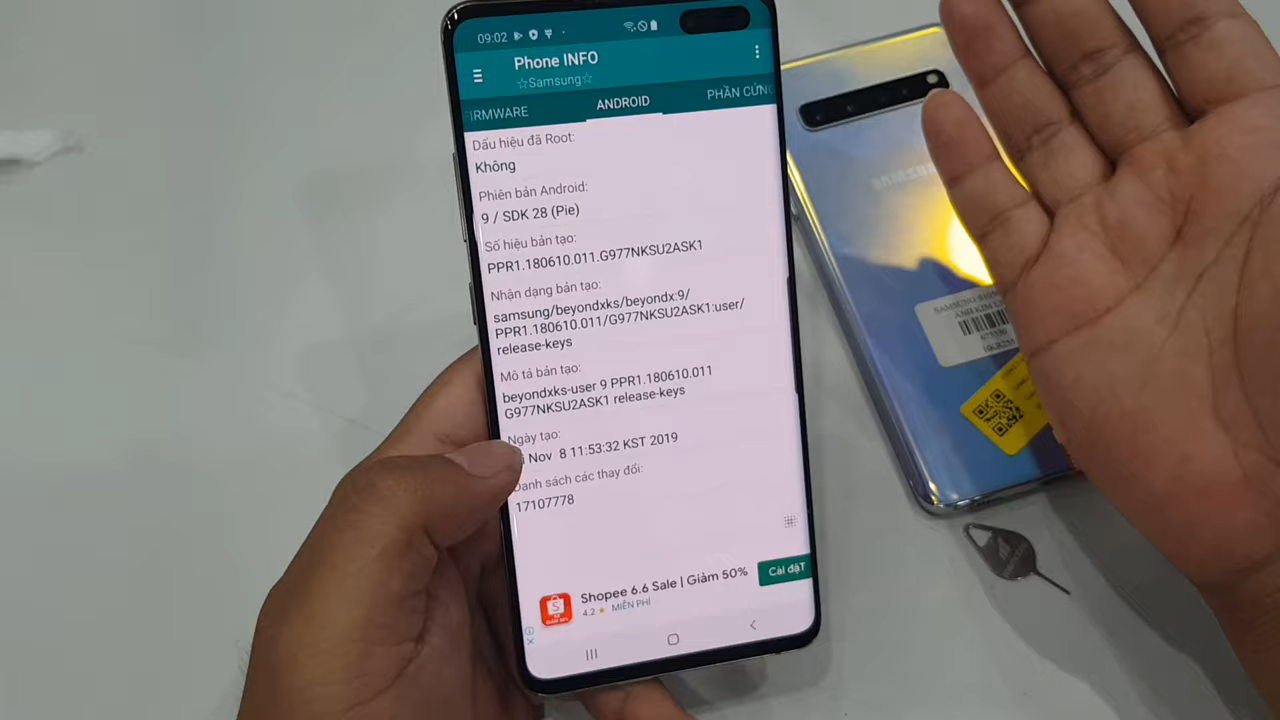 09:02
Phone INFO
☆Samsung☆
FIRMWARE
ANDROID
PHẦN CỨNG
Dấu hiệu đã Root:
Không
Phiên bản Android:
9 / SDK 28 (Pie)
Số hiệu bản tạo:
PPR1.180610.011.G977NKSU2ASK1
Nhận dạng bản tạo:
samsung/beyondxks/beyondx:9/
PPR1.180610.011/G977NKSU2ASK1:user/
release-keys
Mô tả bản tạo:
beyondxks-user 9 PPR1.180610.011
G977NKSU2ASK1 release-keys
Ngày tạo:
Nov 8 11:53:32 KST 2019
Danh sách các thay đổi:
17107778
Shopee 6.6 Sale | Giảm 50%
4.2 ★ MIỄN PHÍ
Cài đặT
SAMSUNG